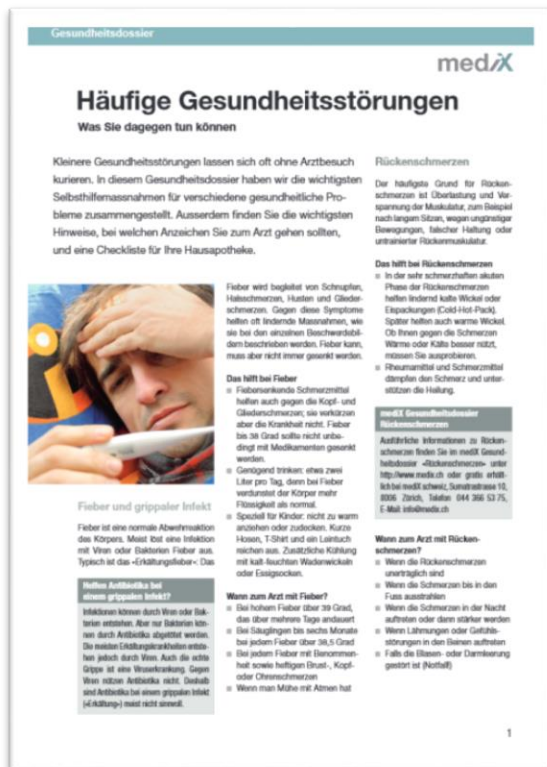 Gesundheitsdossier
mediX
Häufige Gesundheitsstörungen
Was Sie dagegen tun können
Kleinere Gesundheitsstörungen lassen sich oft ohne Arztbesuch
kurieren. In diesem Gesundheitsdossier haben wir die wichtigsten
Selbsthilfemassnahmen für verschiedene gesundheitliche Pro-
bleme zusammengestellt. Ausserdem finden Sie die wichtigsten
Hinweise, bei welchen Anzeichen Sie zum Arzt gehen sollten,
und eine Checkliste für Ihre Hausapotheke.
Fieber und grippaler Infekt
Fieber ist eine normale Abwehrreaktion
des Körpers. Meist löst eine Infektion
mit Viren oder Bakterien Fieber aus.
Typisch ist das «Erkältungsfieber»: Das
Helfen Antibiotika bei
einem grippalen Infekt?
Infektionen können durch Viren oder Bak-
terien entstehen. Aber nur Bakterien kön-
nen durch Antibiotika abgetötet werden.
Die meisten Erkältungskrankheiten entste-
hen jedoch durch Viren. Auch die echte
Grippe ist eine Viruserkrankung. Gegen
Viren nützen Antibiotika nicht. Deshalb
sind Antibiotika bei einem grippalen Infekt
(«Erkältung») meist nicht sinnvoll.
Fieber wird begleitet von Schnupfen,
Halsschmerzen, Husten und Glieder-
schmerzen. Gegen diese Symptome
helfen oft lindernde Massnahmen, wie
sie bei den einzelnen Beschwerdebil-
dern beschrieben werden. Fieber kann,
muss aber nicht immer gesenkt werden.
Das hilft bei Fieber
■ Fiebersenkende Schmerzmittel
helfen auch gegen die Kopf- und
Gliederschmerzen; sie verkürzen
aber die Krankheit nicht. Fieber
bis 38 Grad sollte nicht unbe-
dingt mit Medikamenten gesenkt
werden.
■ Genügend trinken: etwa zwei
Liter pro Tag, denn bei Fieber
verdunstet der Körper mehr
Flüssigkeit als normal.
■ Speziell für Kinder: nicht zu warm
anziehen oder zudecken. Kurze
Hosen, T-Shirt und ein Leintuch
reichen aus. Zusätzliche Kühlung
mit kalt-feuchten Wadenwickeln
oder Essigsocken.
Wann zum Arzt mit Fieber?
■ Bei hohem Fieber über 39 Grad,
das über mehrere Tage andauert
■ Bei Säuglingen bis sechs Monate
bei jedem Fieber über 38,5 Grad
■ Bei jedem Fieber mit Benommen-
heit sowie heftigen Brust-, Kopf-
oder Ohrenschmerzen
■ Wenn man Mühe mit Atmen hat
Rückenschmerzen
Der häufigste Grund für Rücken-
schmerzen ist Überlastung und Ver-
spannung der Muskulatur, zum Beispiel
nach langem Sitzen, wegen ungünstiger
Bewegungen, falscher Haltung oder
untrainierter Rückenmuskulatur.
Das hilft bei Rückenschmerzen
■ In der sehr schmerzhaften akuten
Phase der Rückenschmerzen
helfen lindernd kalte Wickel oder
Eispackungen (Cold-Hot-Pack).
Später helfen auch warme Wickel.
Ob Ihnen gegen die Schmerzen
Wärme oder Kälte besser nützt,
müssen Sie ausprobieren.
■ Rheumamittel und Schmerzmittel
dämpfen den Schmerz und unter-
stützen die Heilung.
mediX Gesundheitsdossier
Rückenschmerzen
Ausführliche Informationen zu Rücken-
schmerzen finden Sie im mediX Gesund-
heitsdossier «Rückenschmerzen» unter
http://www.medix.ch oder gratis erhält-
lich bei mediX schweiz, Sumatrastrasse 10,
8006 Zürich, Telefon 044 366 53 75,
E-Mail: info@medix.ch
Wann zum Arzt mit Rücken-
schmerzen?
■ Wenn die Rückenschmerzen
unerträglich sind
■ Wenn die Schmerzen bis in den
Fuss ausstrahlen
■ Wenn die Schmerzen in der Nacht
auftreten oder dann stärker werden
■ Wenn Lähmungen oder Gefühls-
störungen in den Beinen auftreten
■ Falls die Blasen- oder Darmleerung
gestört ist (Notfall!)
1